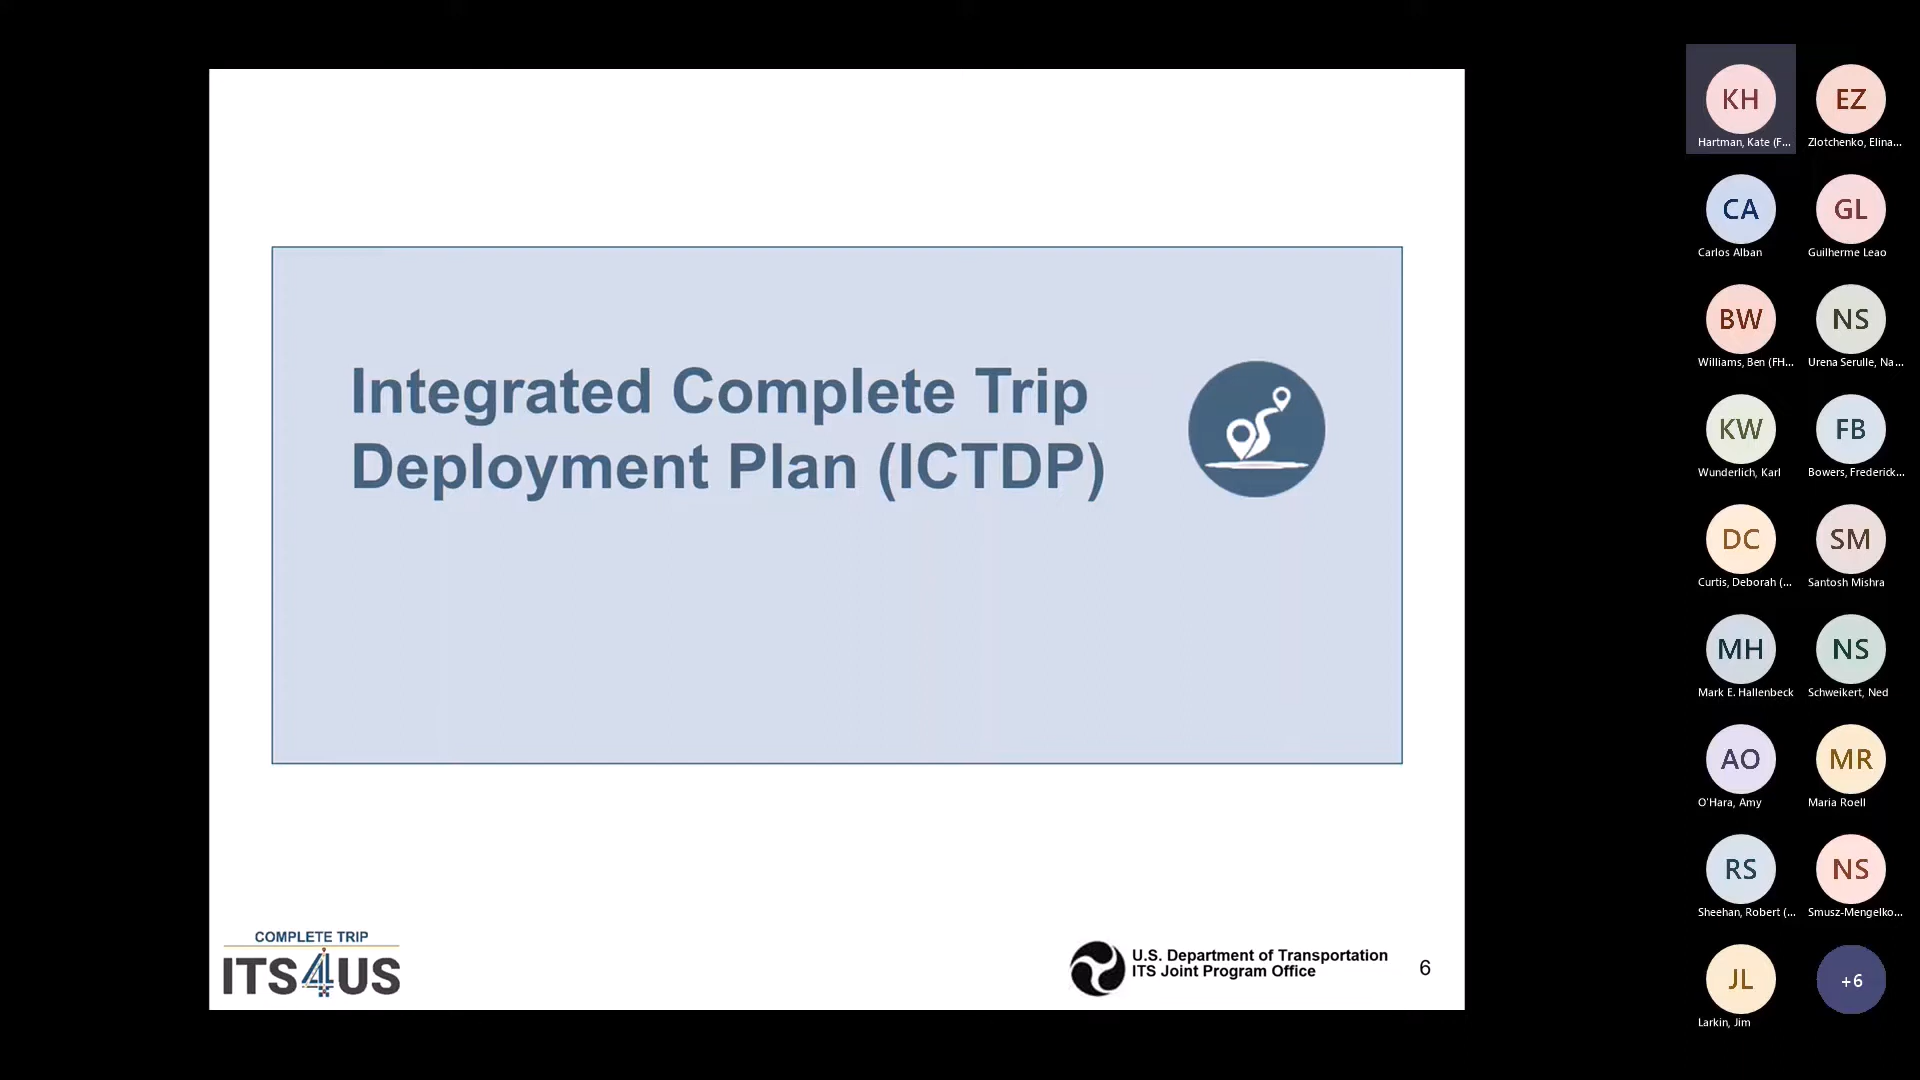 Integrated Complete Trip
Deployment Plan (ICTDP)
COMPLETE TRIP
ITS4US
U.S. Department of Transportation
ITS Joint Program Office
6
KH
Hartman, Kate (F...
EZ
Zlotchenko, Elina...
CA
Carlos Alban
GL
Guilherme Leao
BW
Williams, Ben (FH...
NS
Urena Serulle, Na...
KW
Wunderlich, Karl
FB
Bowers, Frederick...
DC
Curtis, Deborah (...
SM
Santosh Mishra
MH
Mark E. Hallenbeck
NS
Schweikert, Ned
AO
O'Hara, Amy
MR
Maria Roell
RS
Sheehan, Robert (...
NS
Smusz-Mengelko...
JL
Larkin, Jim
+6